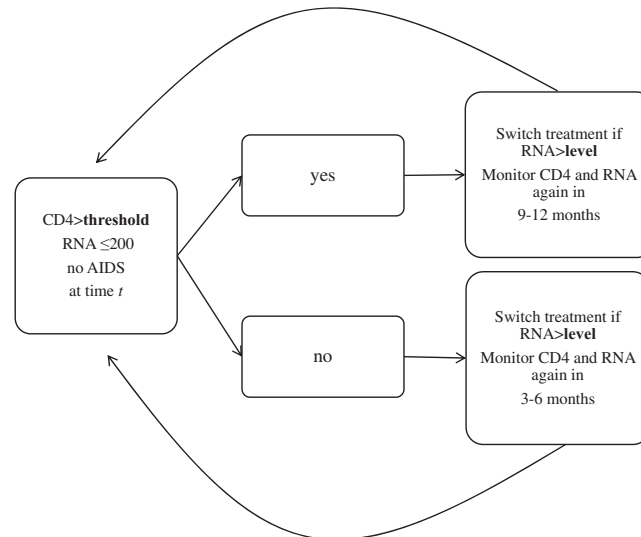 CD4>threshold
RNA ≤200
no AIDS
at time t
yes
Switch treatment if
RNA>level
Monitor CD4 and RNA
again in
9-12 months
no
Switch treatment if
RNA>level
Monitor CD4 and RNA
again in
3-6 months